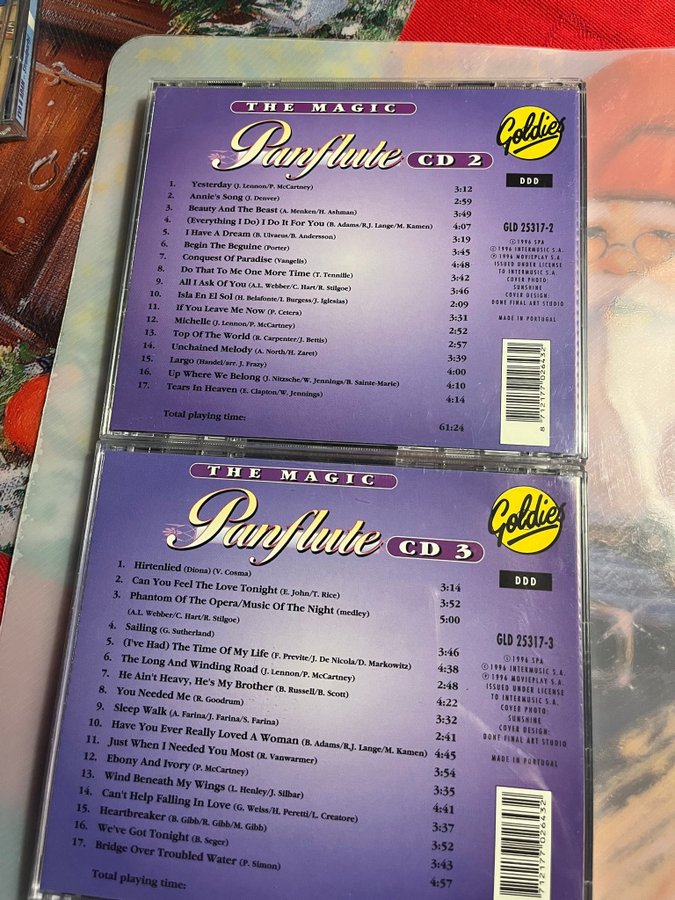 THE MAGIC
Panflute CD 2
Goldies
DDD
GLD 25317-2
1. Yesterday (J. Lennon/P. McCartney) 3:12
2. Annie's Song (J. Denver) 2:59
3. Beauty And The Beast (A. Menken/H. Ashman) 3:49
4. (Everything I Do) I Do It For You (B. Adams/R.J. Lange/M. Kamen) 4:07
5. I Have A Dream (B. Ulvaeus/B. Andersson) 3:19
6. Begin The Beguine (Porter) 3:45
7. Conquest Of Paradise (Vangelis) 4:48
8. Do That To Me One More Time (T. Tennille) 3:42
9. All I Ask Of You (A.L. Webber/C. Hart/R. Stilgoe) 3:46
10. Isla En El Sol (H. Belafonte/I. Burgess/J. Iglesias) 2:09
11. If You Leave Me Now (P. Cetera) 3:31
12. Michelle (J. Lennon/P. McCartney) 2:52
13. Top Of The World (R. Carpenter/J. Bettis) 2:57
14. Unchained Melody (A. North/H. Zaret) 3:39
15. Largo (Handel/arr. J. Frazy) 4:00
16. Up Where We Belong (J. Nitzsche/W. Jennings/B. Sainte-Marie) 4:10
17. Tears In Heaven (E. Clapton/W. Jennings) 4:14
Total playing time: 61:24
© 1996 SPA
© 1996 INTERMUSIC S.A.
℗ 1996 MOVIEPLAY S.A.
ISSUED UNDER LICENSE
TO INTERMUSIC S.A.
COVER PHOTO:
SUNSHINE
COVER DESIGN:
DONE FINAL ART STUDIO
MADE IN PORTUGAL
8 712177 026432
THE MAGIC
Panflute CD 3
Goldies
DDD
GLD 25317-3
1. Hirtenlied (Diona) (V. Cosma) 3:14
2. Can You Feel The Love Tonight (E. John/T. Rice) 3:52
3. Phantom Of The Opera/Music Of The Night (medley) 5:00
(A.L. Webber/C. Hart/R. Stilgoe)
4. Sailing (G. Sutherland) 3:46
5. (I've Had) The Time Of My Life (F. Previte/J. De Nicola/D. Markowitz) 4:38
6. The Long And Winding Road (J. Lennon/P. McCartney) 2:48
7. He Ain't Heavy, He's My Brother (B. Russell/B. Scott) 4:22
8. You Needed Me (R. Goodrum) 3:32
9. Sleep Walk (A. Farina/J. Farina/S. Farina) 2:41
10. Have You Ever Really Loved A Woman (B. Adams/R.J. Lange/M. Kamen) 4:45
11. Just When I Needed You Most (R. Vanwarmer) 3:54
12. Ebony And Ivory (P. McCartney) 3:35
13. Wind Beneath My Wings (L. Henley/J. Silbar) 4:41
14. Can't Help Falling In Love (G. Weiss/H. Peretti/L. Creatore) 3:37
15. Heartbreaker (B. Gibb/R. Gibb/M. Gibb) 3:52
16. We've Got Tonight (B. Seger) 3:43
17. Bridge Over Troubled Water (P. Simon) 4:57
Total playing time:
© 1996 SPA
© 1996 INTERMUSIC S.A.
℗ 1996 MOVIEPLAY S.A.
ISSUED UNDER LICENSE
TO INTERMUSIC S.A.
COVER PHOTO:
SUNSHINE
COVER DESIGN:
DONE FINAL ART STUDIO
MADE IN PORTUGAL
712177 026432